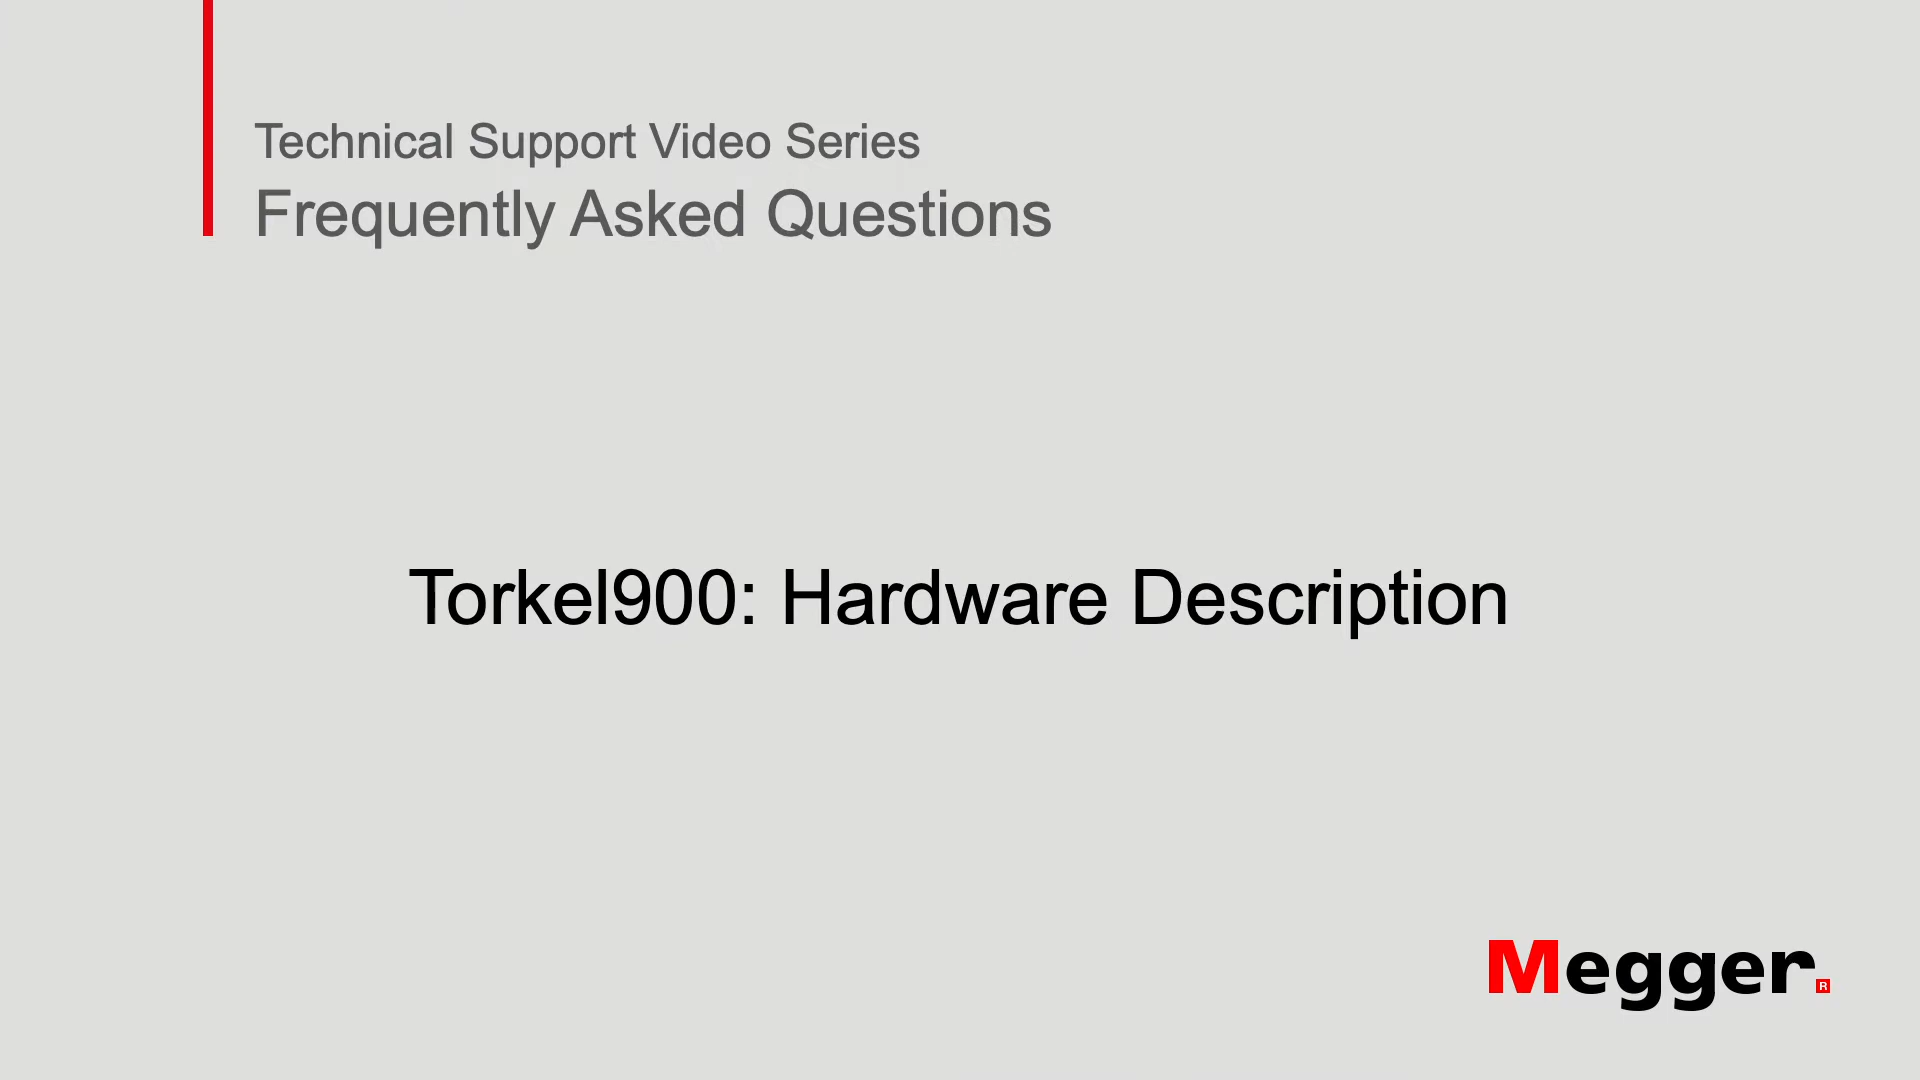 Technical Support Video Series
Frequently Asked Questions
Torkel900: Hardware Description
Megger®